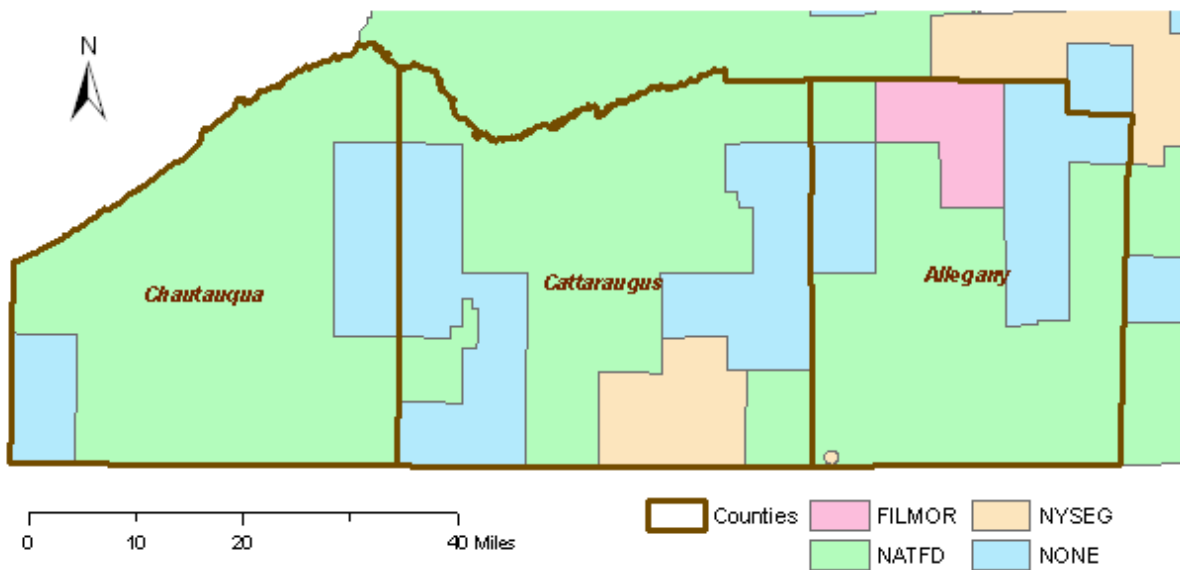 N
Chautauqua
Cattaraugus
Allegany
0 10 20 40 Miles
Counties
FILMOR
NYSEG
NATFD
NONE